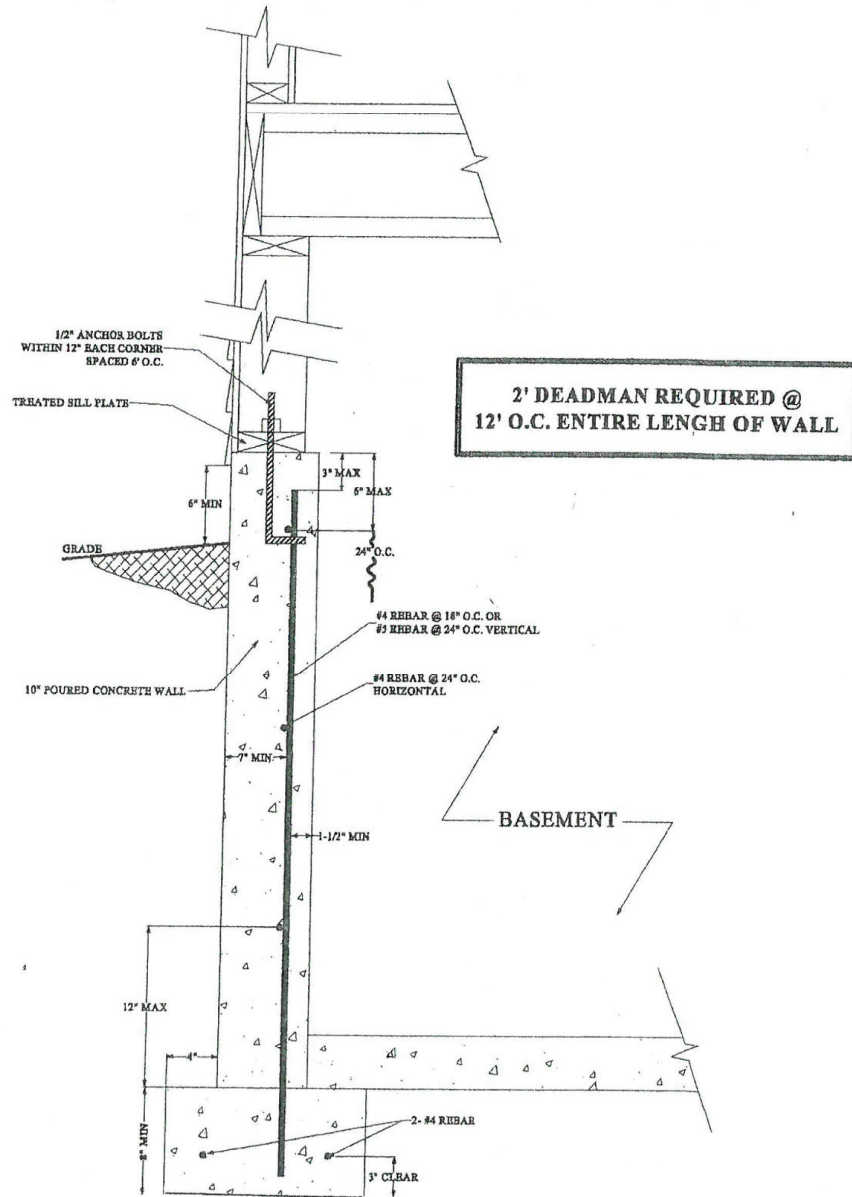 1/2" ANCHOR BOLTS
WITHIN 12" EACH CORNER
SPACED 6' O.C.
2' DEADMAN REQUIRED @
12' O.C. ENTIRE LENGH OF WALL
TREATED SILL PLATE
3" MAX
6" MAX
6" MIN
GRADE
24" O.C.
#4 REBAR @ 18" O.C. OR
#5 REBAR @ 24" O.C. VERTICAL
10" POURED CONCRETE WALL
#4 REBAR @ 24" O.C.
HORIZONTAL
7" MIN
BASEMENT
1-1/2" MIN
12" MAX
4"
8" MIN
2- #4 REBAR
3" CLEAR